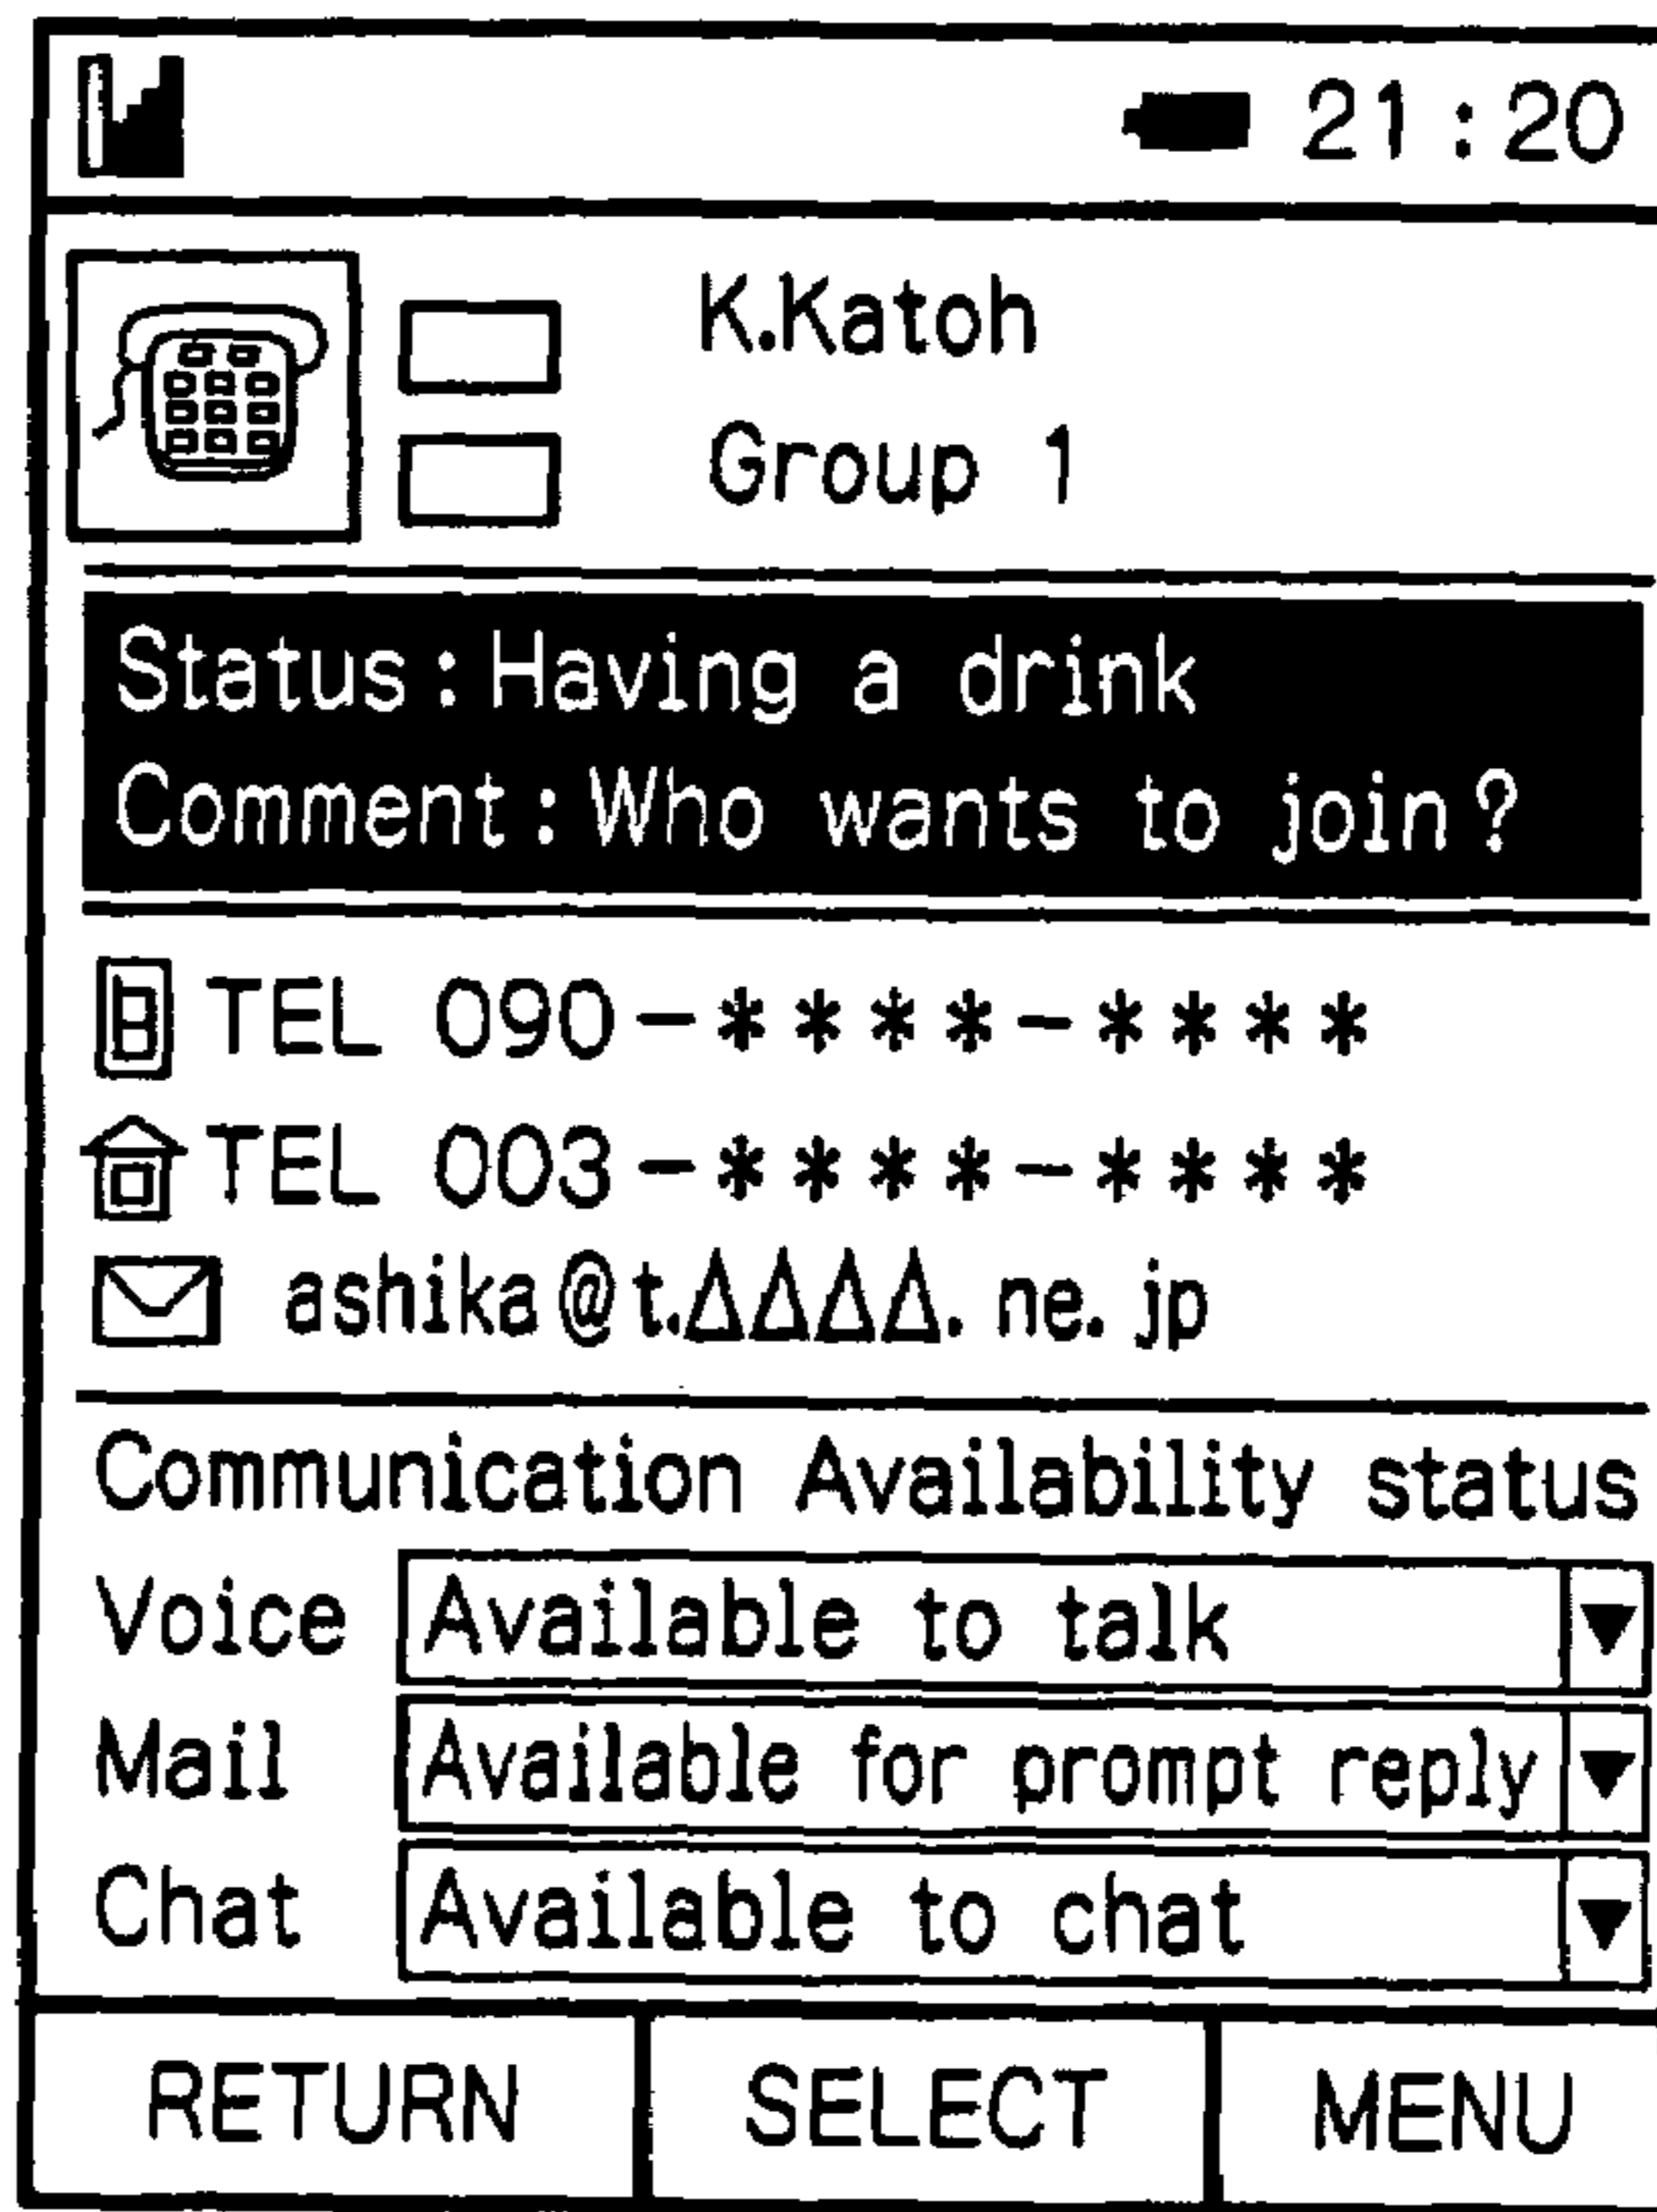 21:20
K.Katoh
Group 1
Status:Having a drink
Comment:Who wants to join?
TEL 090-****-****
TEL 003-****-****
ashika@t.ΔΔΔΔ.ne.jp
Communication Availability status
Voice Available to talk ▼
Mail Available for prompt reply ▼
Chat Available to chat ▼
RETURN SELECT MENU